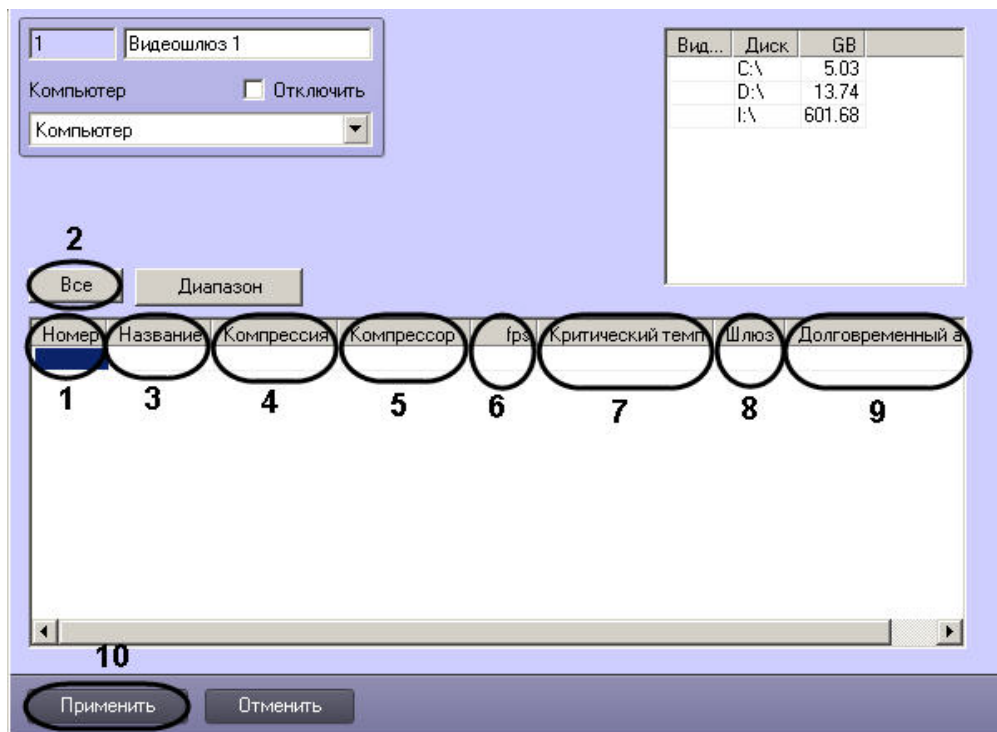 1 Видеошлюз 1
Компьютер Отключить
Компьютер
Вид... Диск GB
C:\ 5.03
D:\ 13.74
I:\ 601.68
2
Все Диапазон
Номер Название Компрессия Компрессор fps Критический темп Шлюз Долговременный а
1 3 4 5 6 7 8 9
10
Применить Отменить